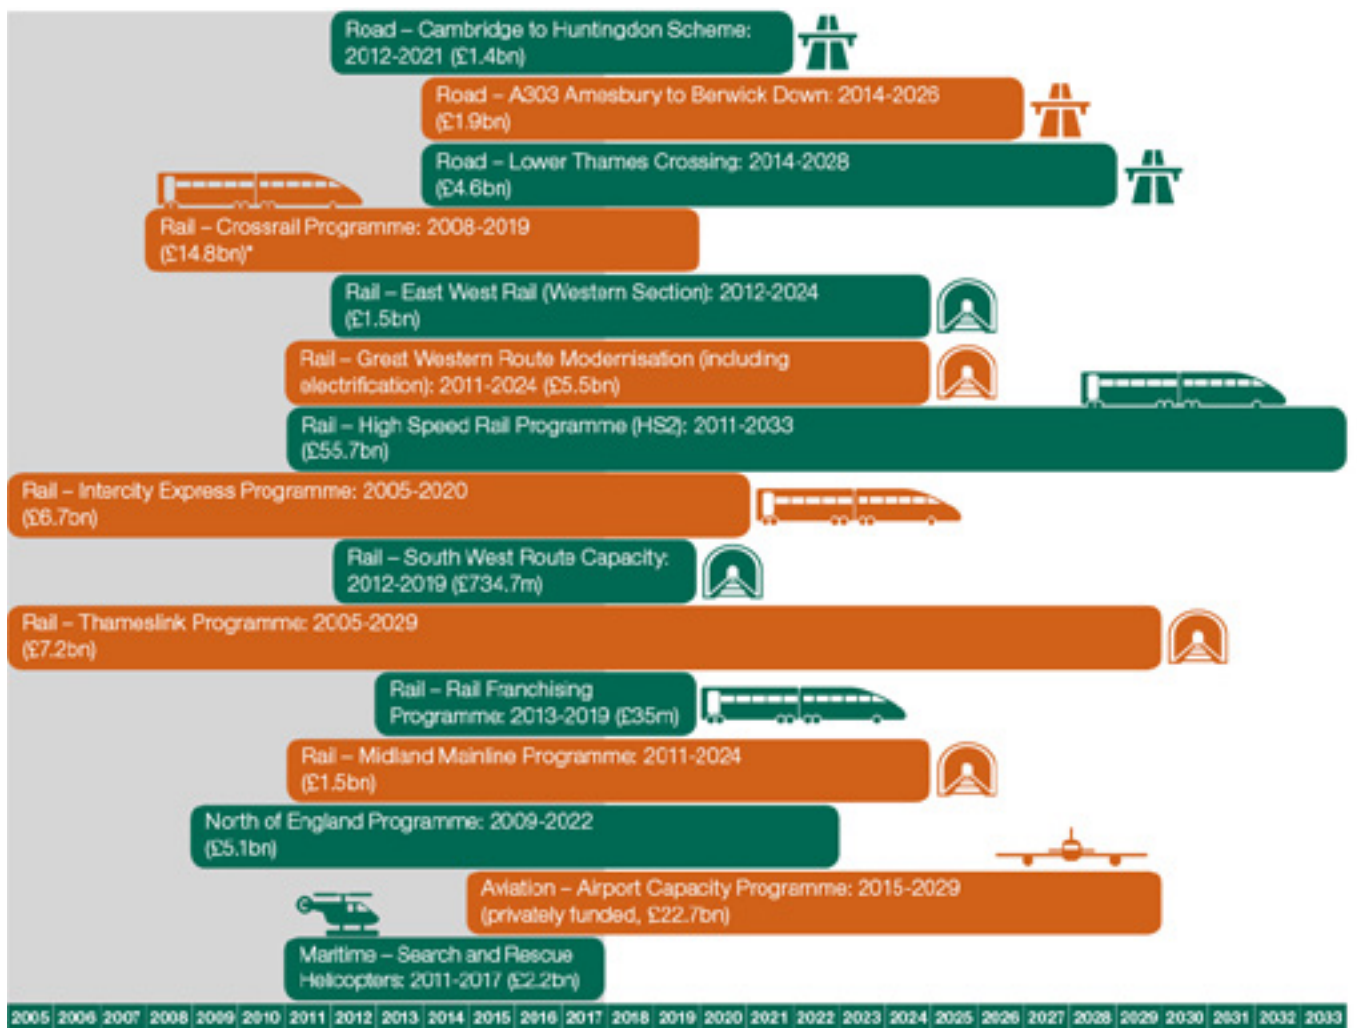 Road – Cambridge to Huntingdon Scheme:
2012-2021 (£1.4bn)
Road – A303 Amesbury to Berwick Down: 2014-2026
(£1.9bn)
Road – Lower Thames Crossing: 2014-2028
(£4.6bn)
Rail – Crossrail Programme: 2008-2019
(£14.8bn)*
Rail – East West Rail (Western Section): 2012-2024
(£1.5bn)
Rail – Great Western Route Modernisation (including
electrification): 2011-2024 (£5.5bn)
Rail – High Speed Rail Programme (HS2): 2011-2033
(£55.7bn)
Rail – Intercity Express Programme: 2005-2020
(£6.7bn)
Rail – South West Route Capacity:
2012-2019 (£734.7m)
Rail – Thameslink Programme: 2005-2029
(£7.2bn)
Rail – Rail Franchising
Programme: 2013-2019 (£35m)
Rail – Midland Mainline Programme: 2011-2024
(£1.5bn)
North of England Programme: 2009-2022
(£5.1bn)
Aviation – Airport Capacity Programme: 2015-2029
(privately funded, £22.7bn)
Maritime – Search and Rescue
Helicopters: 2011-2017 (£2.2bn)
2005 2006 2007 2008 2009 2010 2011 2012 2013 2014 2015 2016 2017 2018 2019 2020 2021 2022 2023 2024 2025 2026 2027 2028 2029 2030 2031 2032 2033